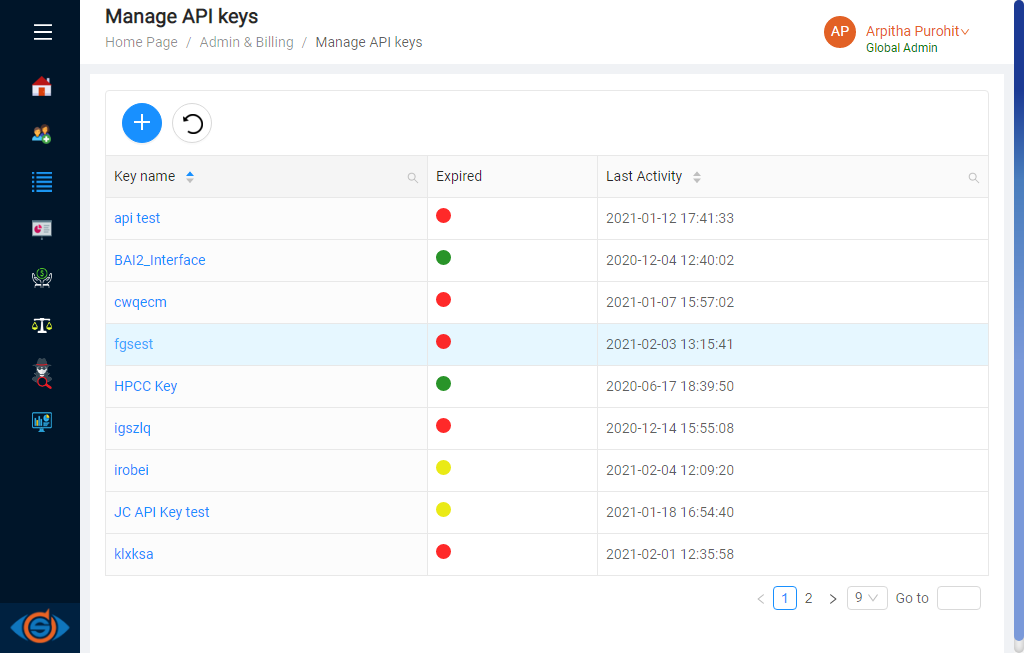 Manage API keys
Home Page / Admin & Billing / Manage API keys
AP
Arpitha Purohit
Global Admin
Key name Expired Last Activity
api test 2021-01-12 17:41:33
BAI2_Interface 2020-12-04 12:40:02
cwqecm 2021-01-07 15:57:02
fgsest 2021-02-03 13:15:41
HPCC Key 2020-06-17 18:39:50
igszlq 2020-12-14 15:55:08
irobei 2021-02-04 12:09:20
JC API Key test 2021-01-18 16:54:40
klxksa 2021-02-01 12:35:58
< 1 2 > 9 Go to